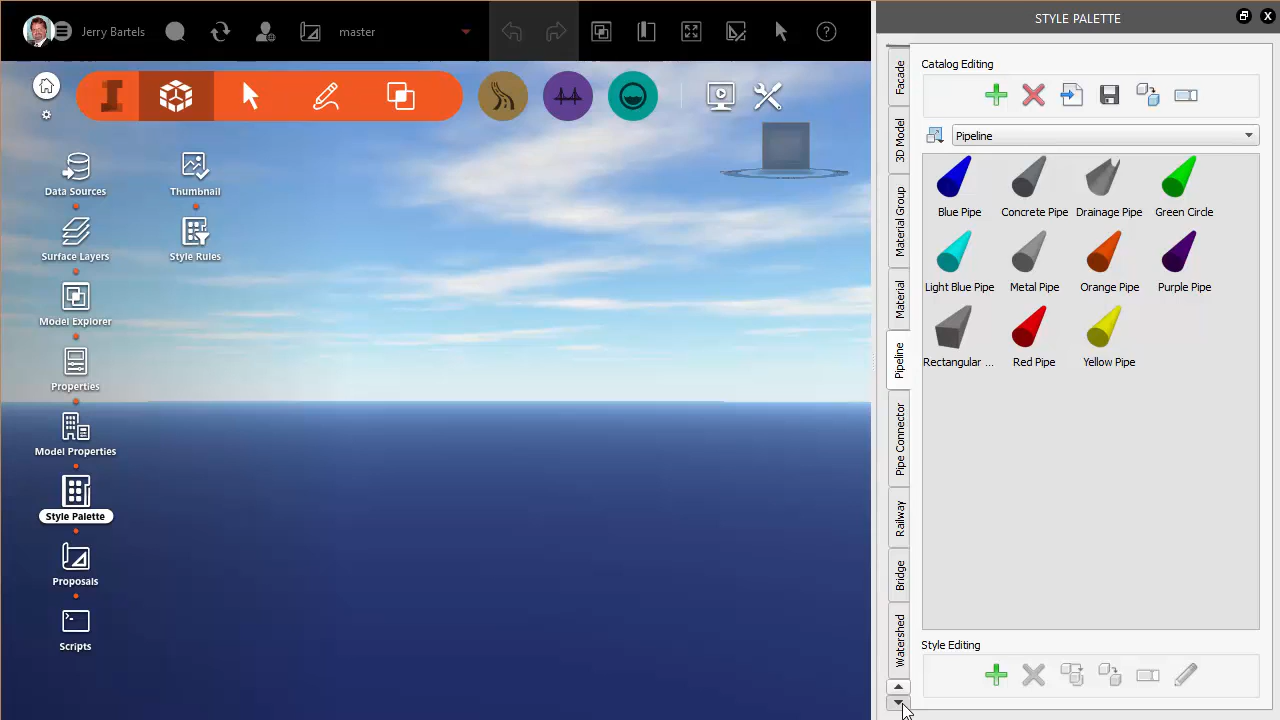 Jerry Bartels
master
STYLE PALETTE
Data Sources
Thumbnail
Surface Layers
Style Rules
Model Explorer
Properties
Model Properties
Style Palette
Proposals
Scripts
Facade
3D Model
Material Group
Material
Pipeline
Pipe Connector
Railway
Bridge
Watershed
Catalog Editing
Pipeline
Blue Pipe
Concrete Pipe
Drainage Pipe
Green Circle
Light Blue Pipe
Metal Pipe
Orange Pipe
Purple Pipe
Rectangular ...
Red Pipe
Yellow Pipe
Style Editing